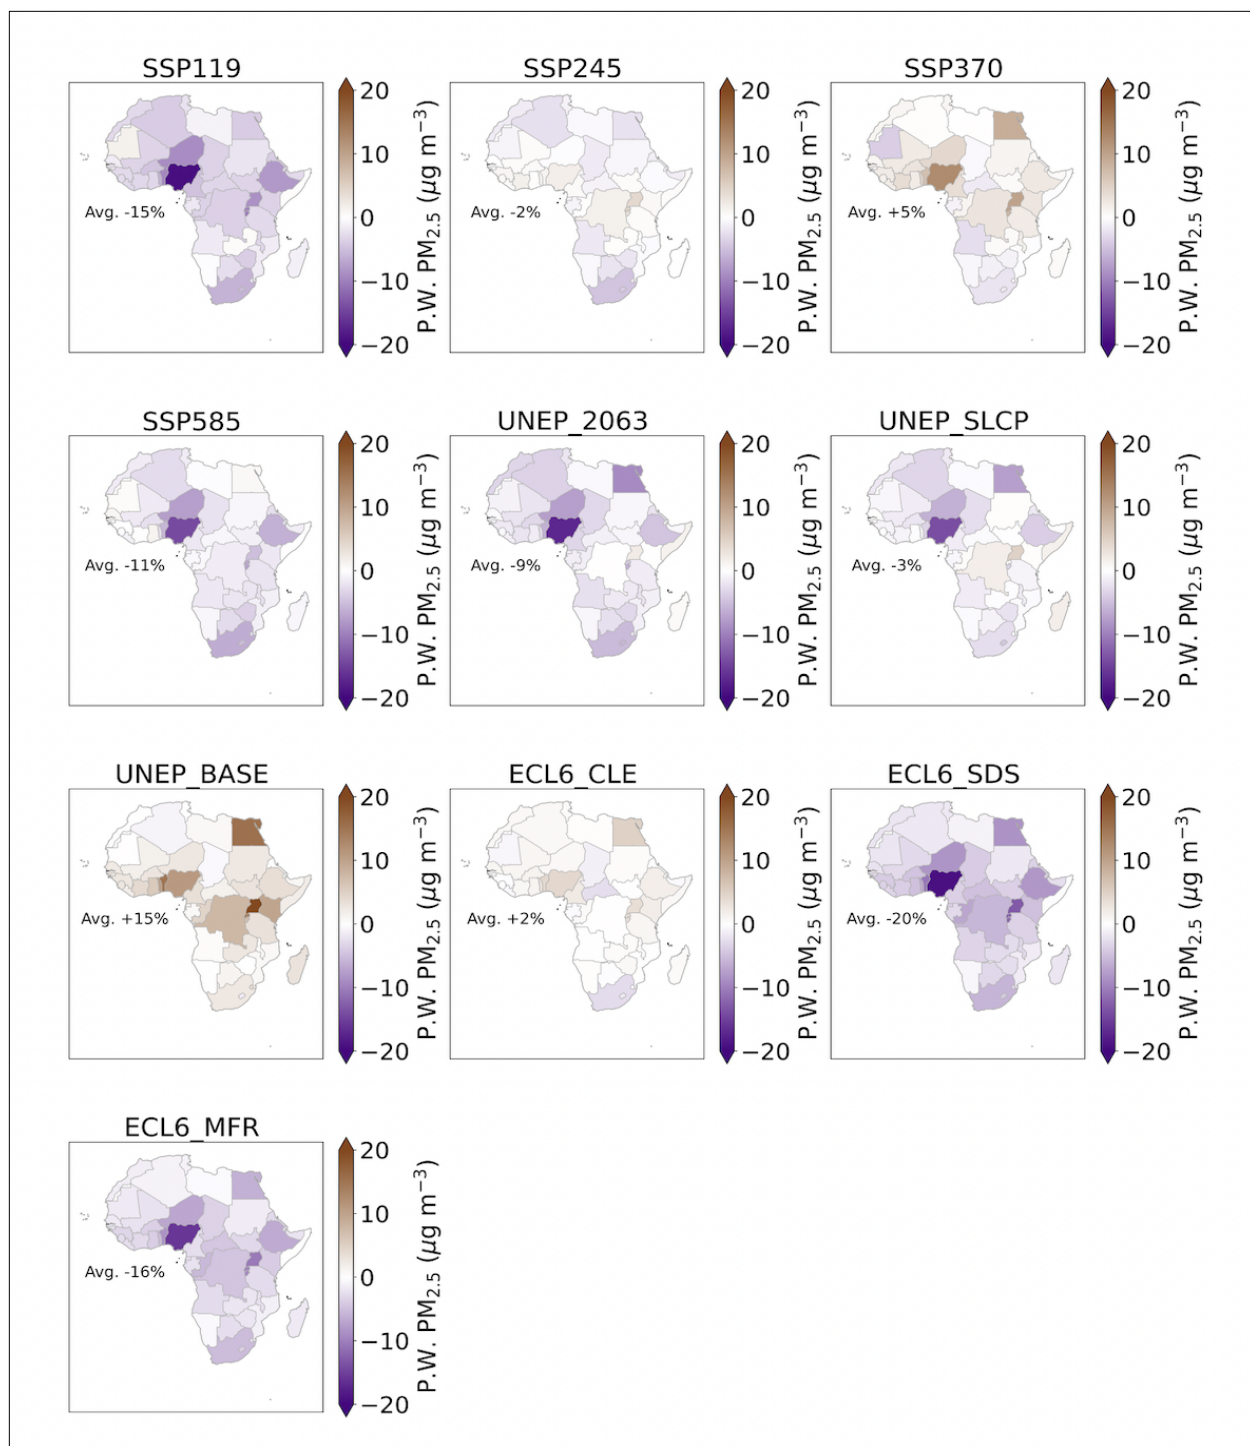 SSP119
SSP245
SSP370
20
10
0
−10
−20
P.W. PM2.5 (μg m−3)
Avg. -15%
20
10
0
−10
−20
P.W. PM2.5 (μg m−3)
Avg. -2%
20
10
0
−10
−20
P.W. PM2.5 (μg m−3)
Avg. +5%
SSP585
UNEP_2063
UNEP_SLCP
20
10
0
−10
−20
P.W. PM2.5 (μg m−3)
Avg. -11%
20
10
0
−10
−20
P.W. PM2.5 (μg m−3)
Avg. -9%
20
10
0
−10
−20
P.W. PM2.5 (μg m−3)
Avg. -3%
UNEP_BASE
ECL6_CLE
ECL6_SDS
20
10
0
−10
−20
P.W. PM2.5 (μg m−3)
Avg. +15%
20
10
0
−10
−20
P.W. PM2.5 (μg m−3)
Avg. +2%
20
10
0
−10
−20
P.W. PM2.5 (μg m−3)
Avg. -20%
ECL6_MFR
20
10
0
−10
−20
P.W. PM2.5 (μg m−3)
Avg. -16%